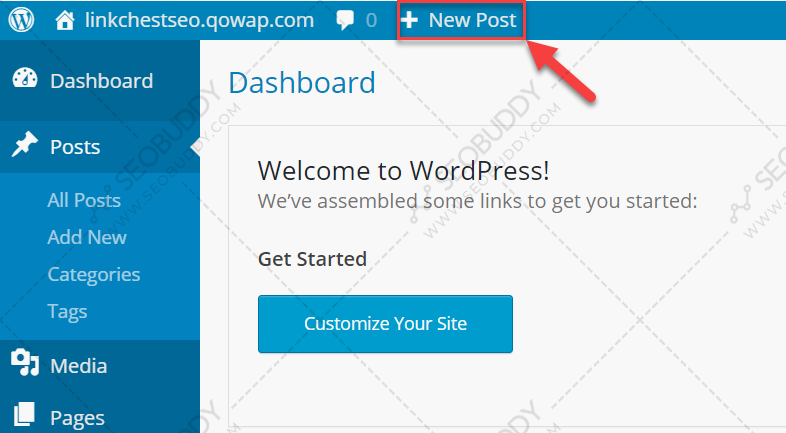 linkchestseo.qowap.com 0 + New Post
Dashboard
Dashboard
Posts
All Posts
Add New
Categories
Tags
Media
Pages
Welcome to WordPress!
We've assembled some links to get you started:
Get Started
Customize Your Site
SEOBUDDY
WWW.SEOBUDDY.COM